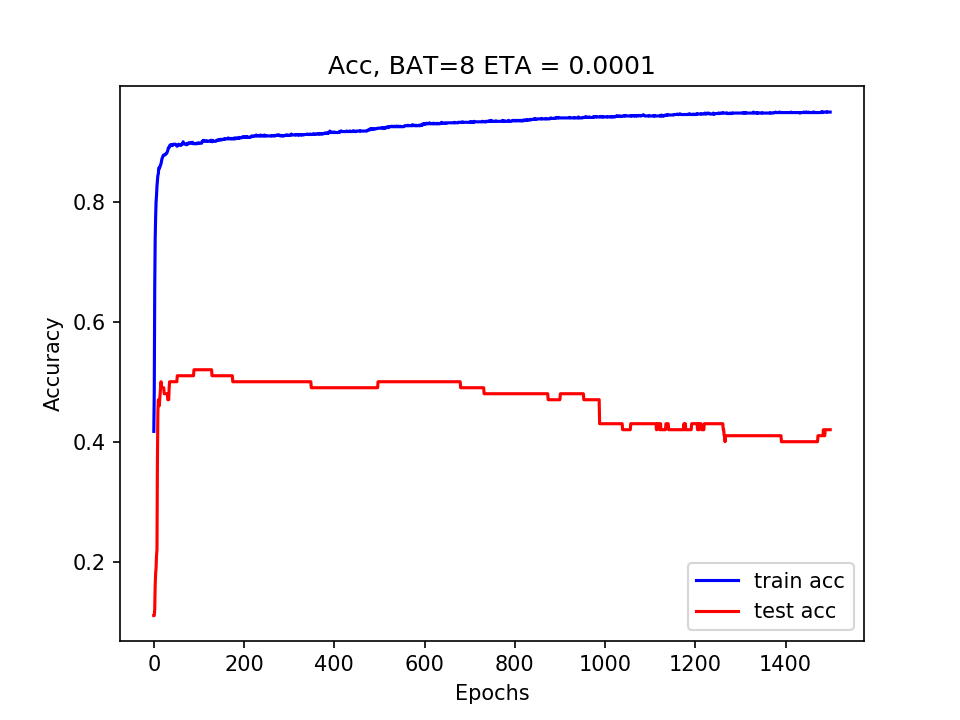 Acc, BAT=8 ETA = 0.0001
Accuracy
0.8
0.6
0.4
0.2
train acc
test acc
0 200 400 600 800 1000 1200 1400
Epochs